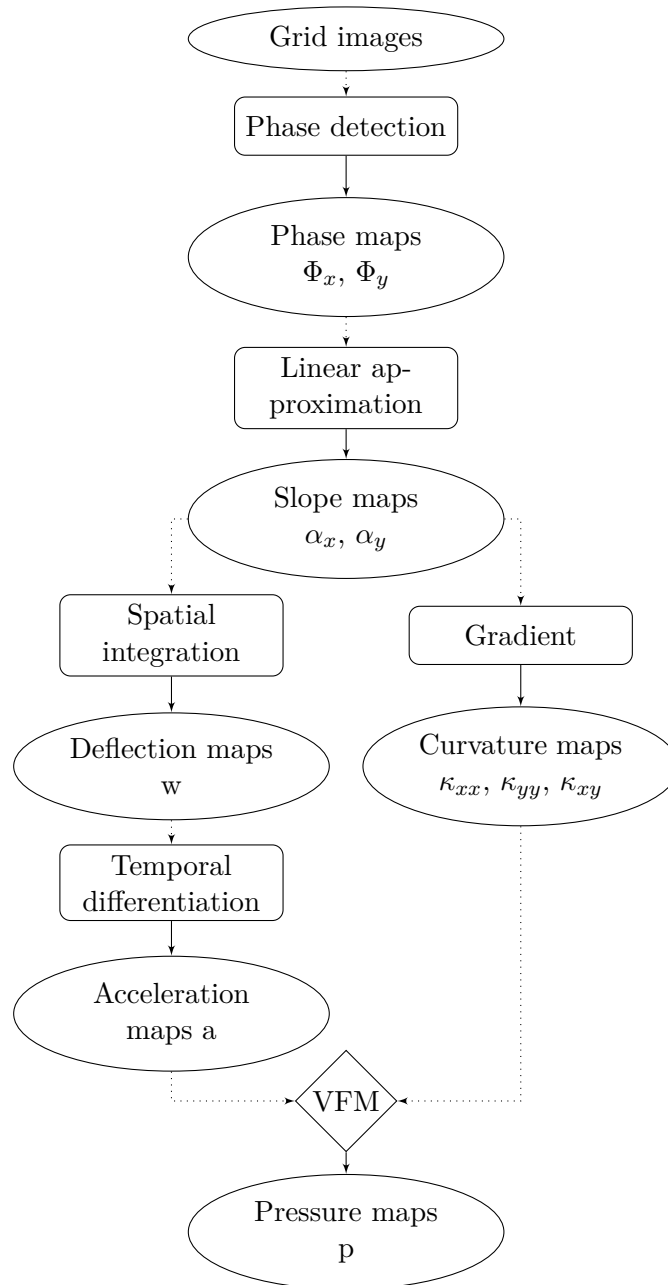 Grid images
Phase detection
Phase maps
Φx, Φy
Linear ap-
proximation
Slope maps
αx, αy
Spatial
integration
Gradient
Deflection maps
w
Curvature maps
κxx, κyy, κxy
Temporal
differentiation
Acceleration
maps a
VFM
Pressure maps
p